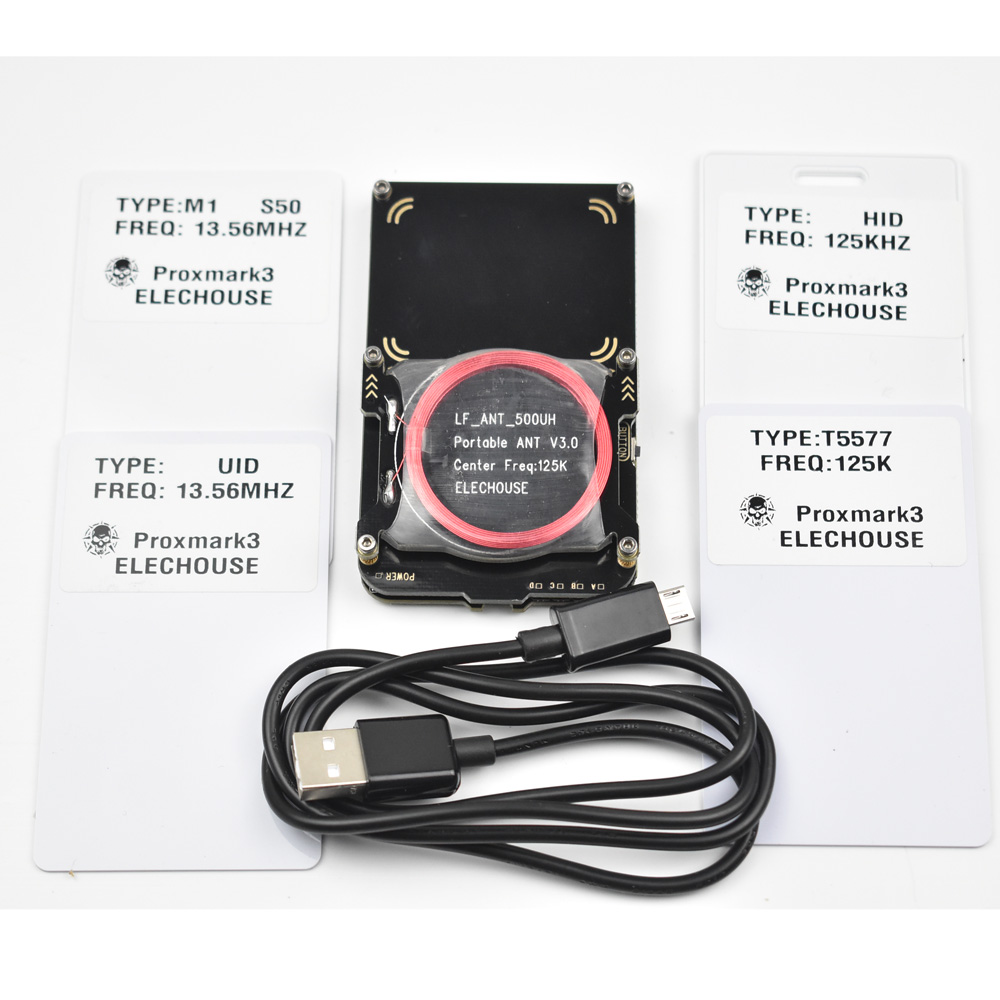 TYPE:M1 S50
FREQ: 13.56MHZ
Proxmark3
ELECHOUSE
TYPE: UID
FREQ: 13.56MHZ
Proxmark3
ELECHOUSE
LF_ANT_500UH
Portable ANT V3.0
Center Freq:125K
ELECHOUSE
BUTTON
POWER
A B C D
TYPE: HID
FREQ: 125KHZ
Proxmark3
ELECHOUSE
TYPE:T5577
FREQ:125K
Proxmark3
ELECHOUSE